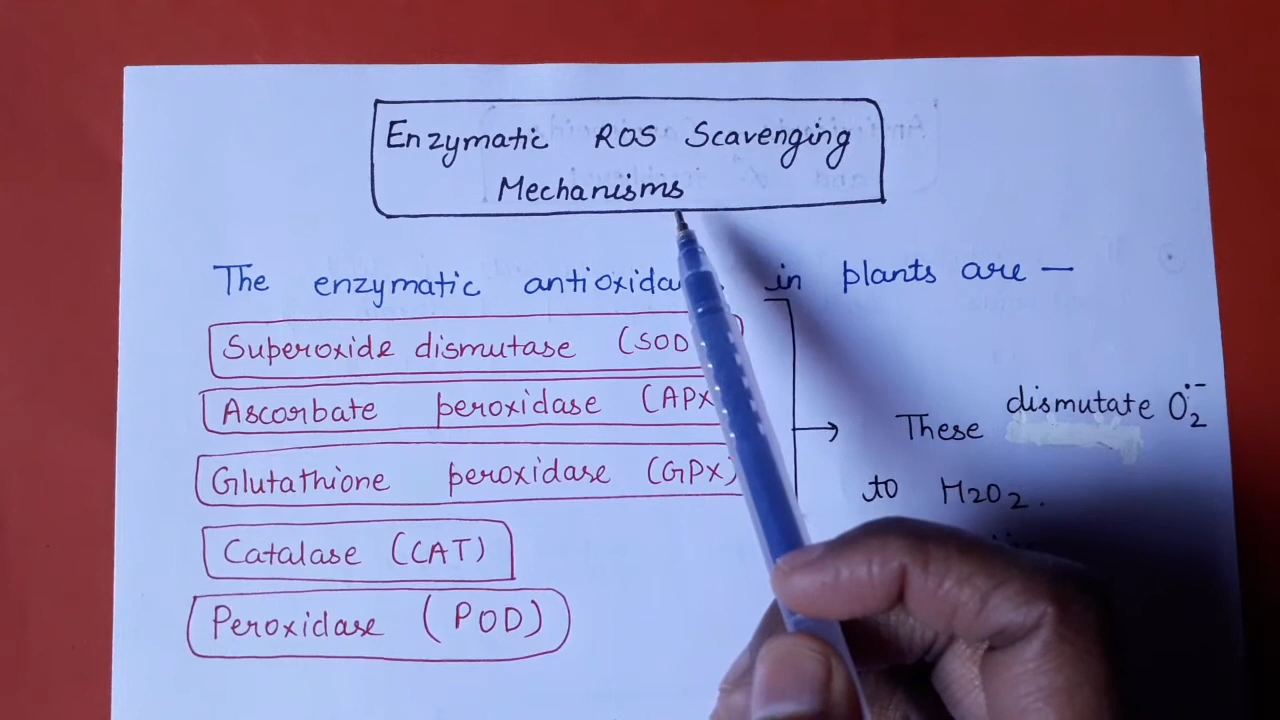 Enzymatic ROS Scavenging
Mechanisms
The enzymatic in plants are —
Superoxide dismutase (SOD
Ascorbate peroxidase (APx
Glutathione peroxidase (GPx)
Catalase (CAT)
Peroxidase (POD)
These dismutate O₂˙⁻
to H2O2.